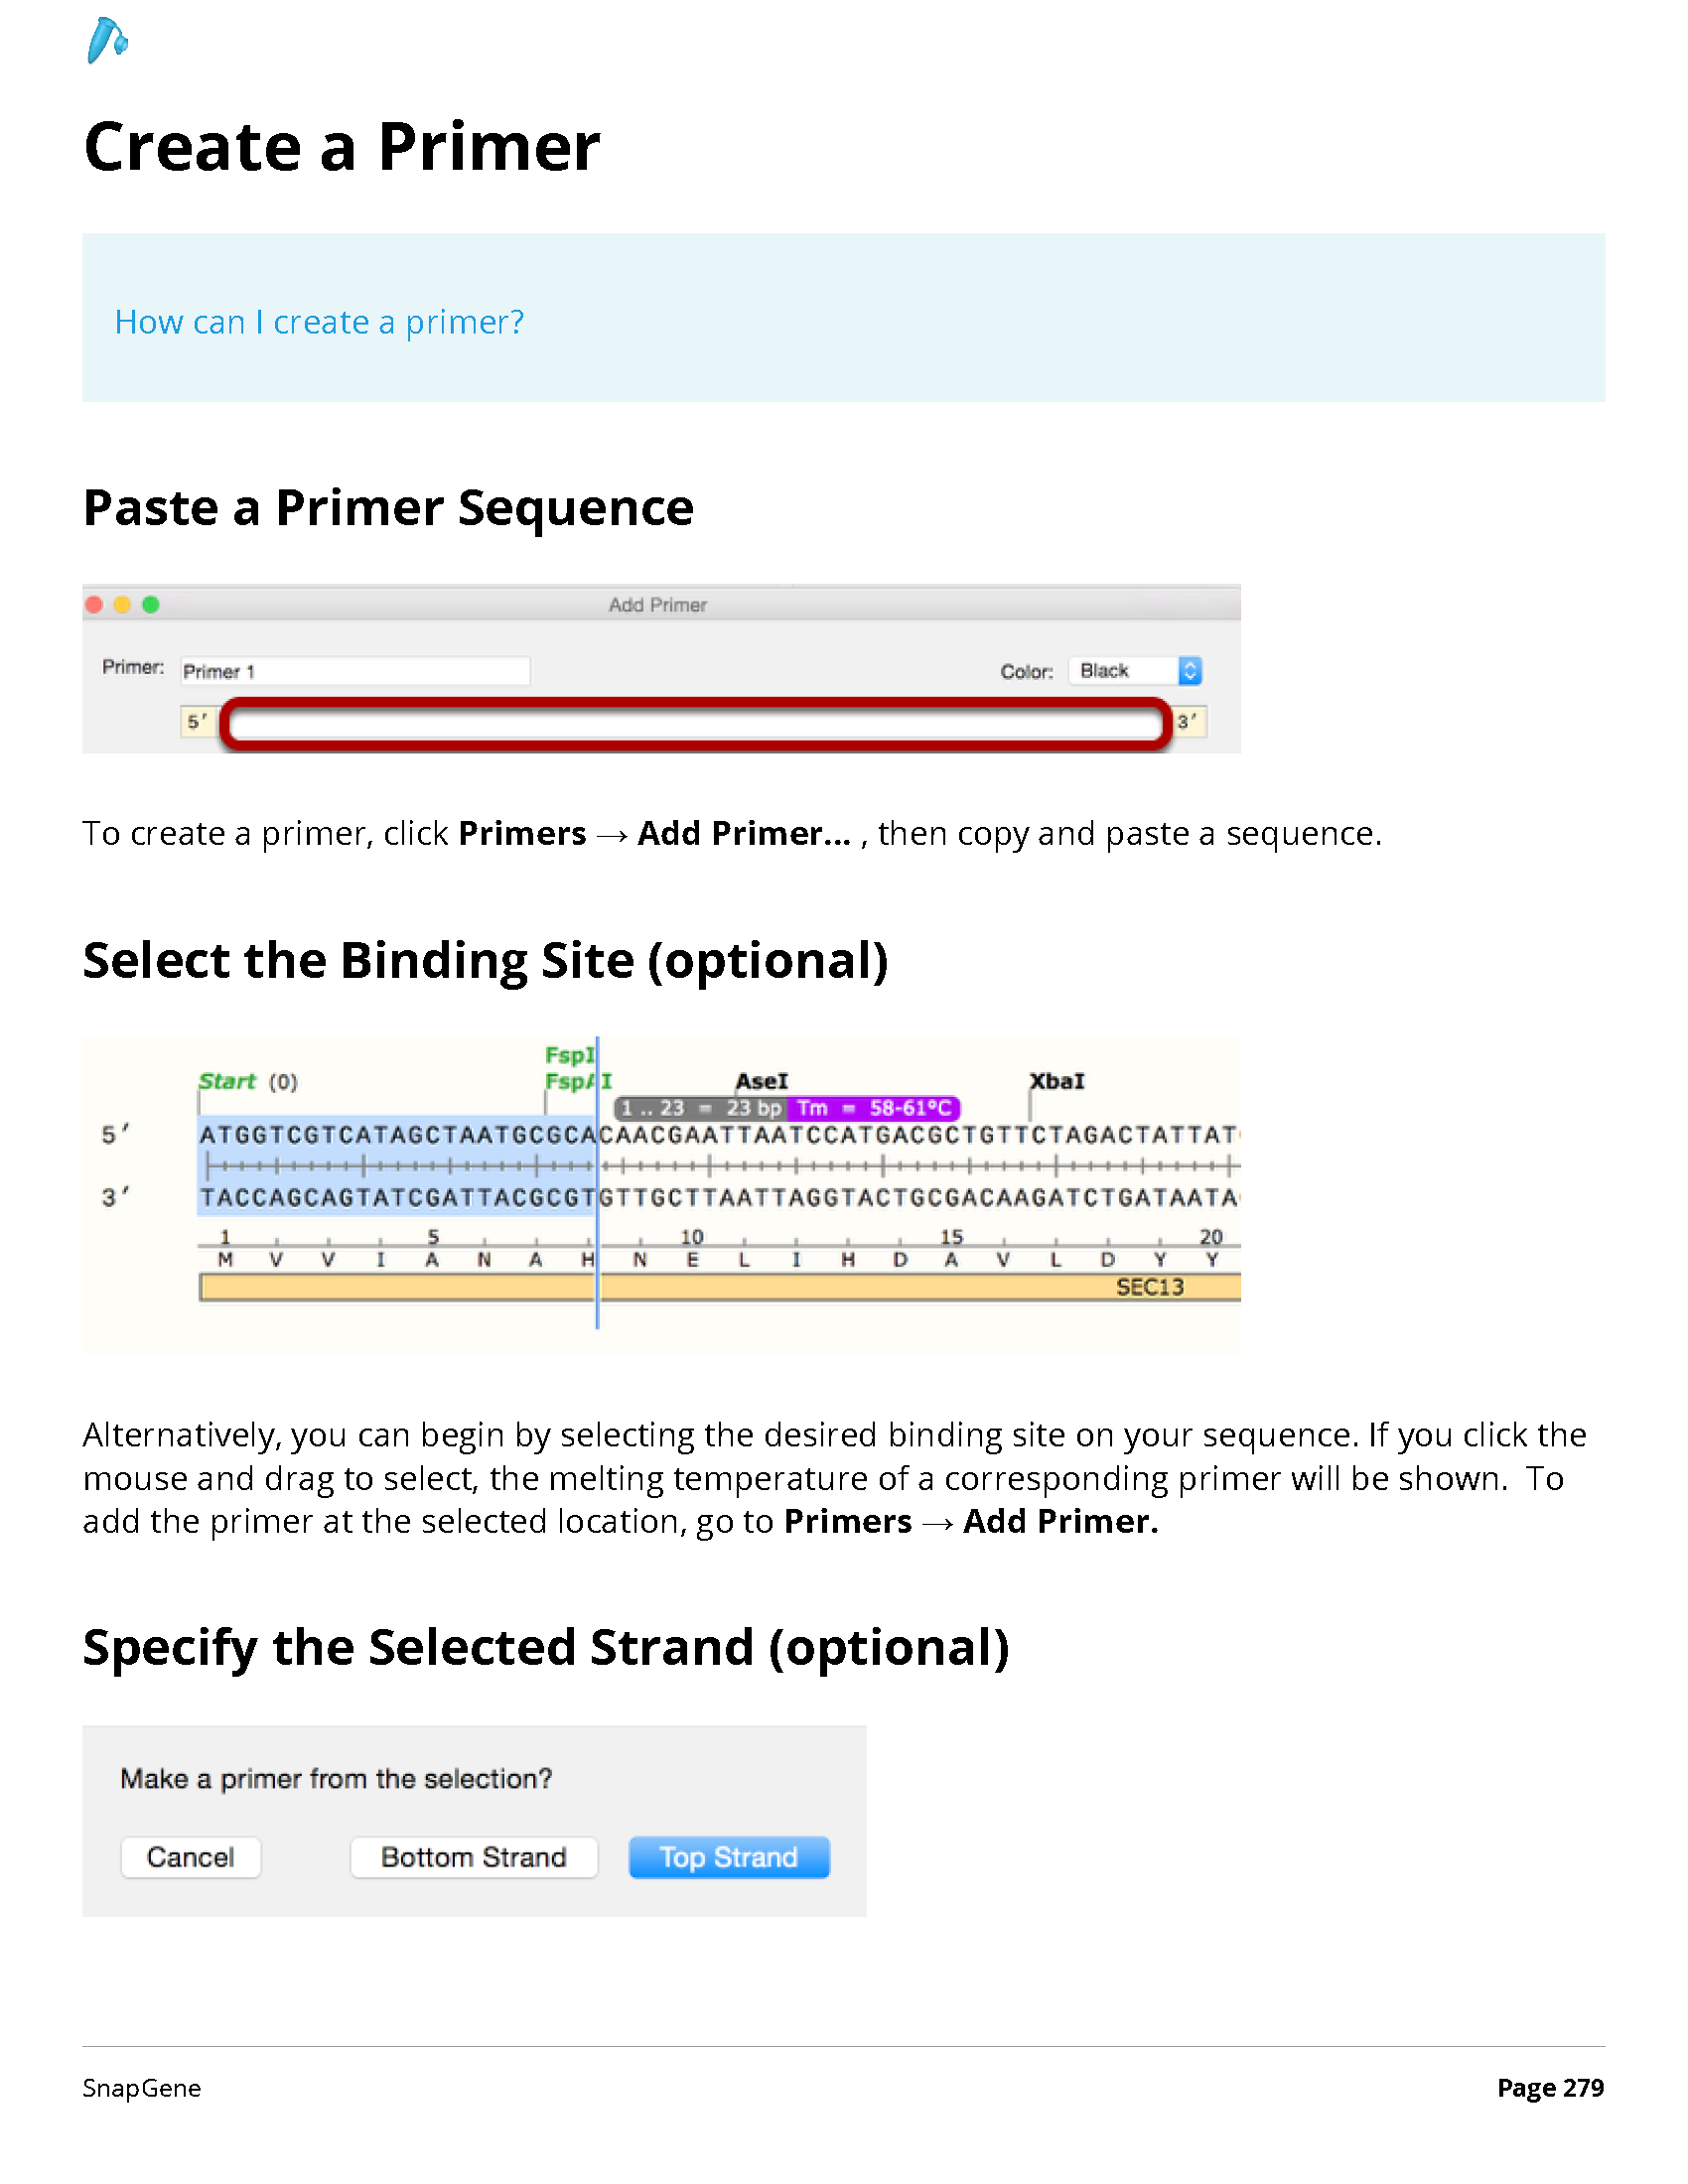 Create a Primer
How can I create a primer?
Paste a Primer Sequence
Add Primer
Primer: Primer 1 Color: Black
5′ 3′
To create a primer, click Primers → Add Primer... , then copy and paste a sequence.
Select the Binding Site (optional)
FspI
Start (0) FspAI AseI XbaI
1 .. 23 = 23 bp Tm = 58-61°C
5′ ATGGTCGTCATAGCTAATGCGCACAACGAATTAATCCATGACGCTGTTCTAGACTATTAT
3′ TACCAGCAGTATCGATTACGCGTGTTGCTTAATTAGGTACTGCGACAAGATCTGATAATA
1 5 10 15 20
M V V I A N A H N E L I H D A V L D Y Y
SEC13
Alternatively, you can begin by selecting the desired binding site on your sequence. If you click the
mouse and drag to select, the melting temperature of a corresponding primer will be shown. To
add the primer at the selected location, go to Primers → Add Primer.
Specify the Selected Strand (optional)
Make a primer from the selection?
Cancel Bottom Strand Top Strand
SnapGene Page 279